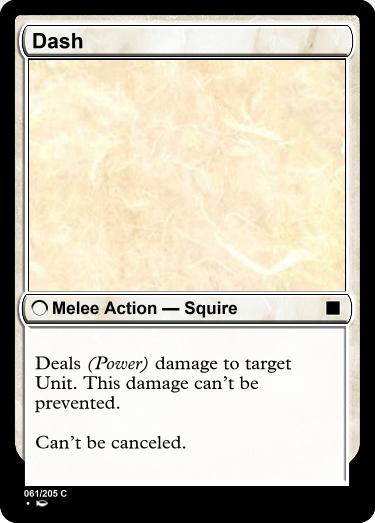 Dash
Melee Action — Squire
Deals (Power) damage to target
Unit. This damage can't be
prevented.
Can't be canceled.
061/205 C